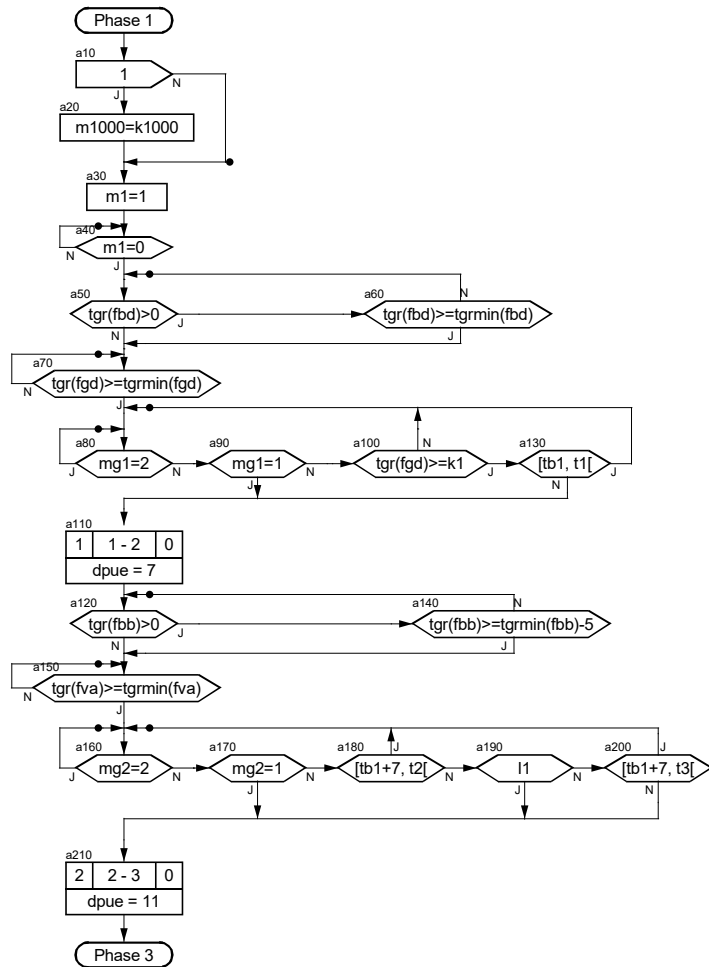 Phase 1
a10
1
N
J
a20
m1000=k1000
a30
m1=1
a40
m1=0
N
J
a50
tgr(fbd)>0
J
N
a60
N
tgr(fbd)>=tgrmin(fbd)
J
a70
tgr(fgd)>=tgrmin(fgd)
N
J
a80
mg1=2
J
N
a90
mg1=1
J
N
a100
N
tgr(fgd)>=k1
J
a130
[tb1, t1[
N
J
a110
1
1 - 2
0
dpue = 7
a120
tgr(fbb)>0
J
N
a140
N
tgr(fbb)>=tgrmin(fbb)-5
J
a150
tgr(fva)>=tgrmin(fva)
N
J
a160
mg2=2
J
N
a170
mg2=1
J
N
a180
J
[tb1+7, t2[
N
a190
l1
J
N
a200
J
[tb1+7, t3[
N
a210
2
2 - 3
0
dpue = 11
Phase 3